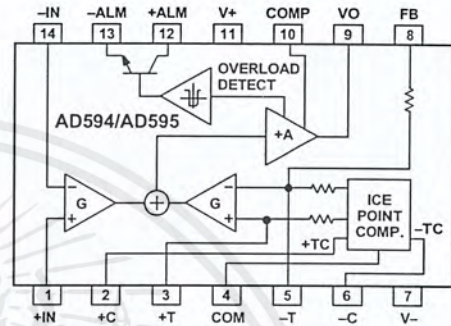 –IN –ALM +ALM V+ COMP VO FB
14 13 12 11 10 9 8
OVERLOAD
DETECT
AD594/AD595
+A
– G +
– G +
ICE
POINT
COMP.
+TC
–TC
1 2 3 4 5 6 7
+IN +C +T COM –T –C V–